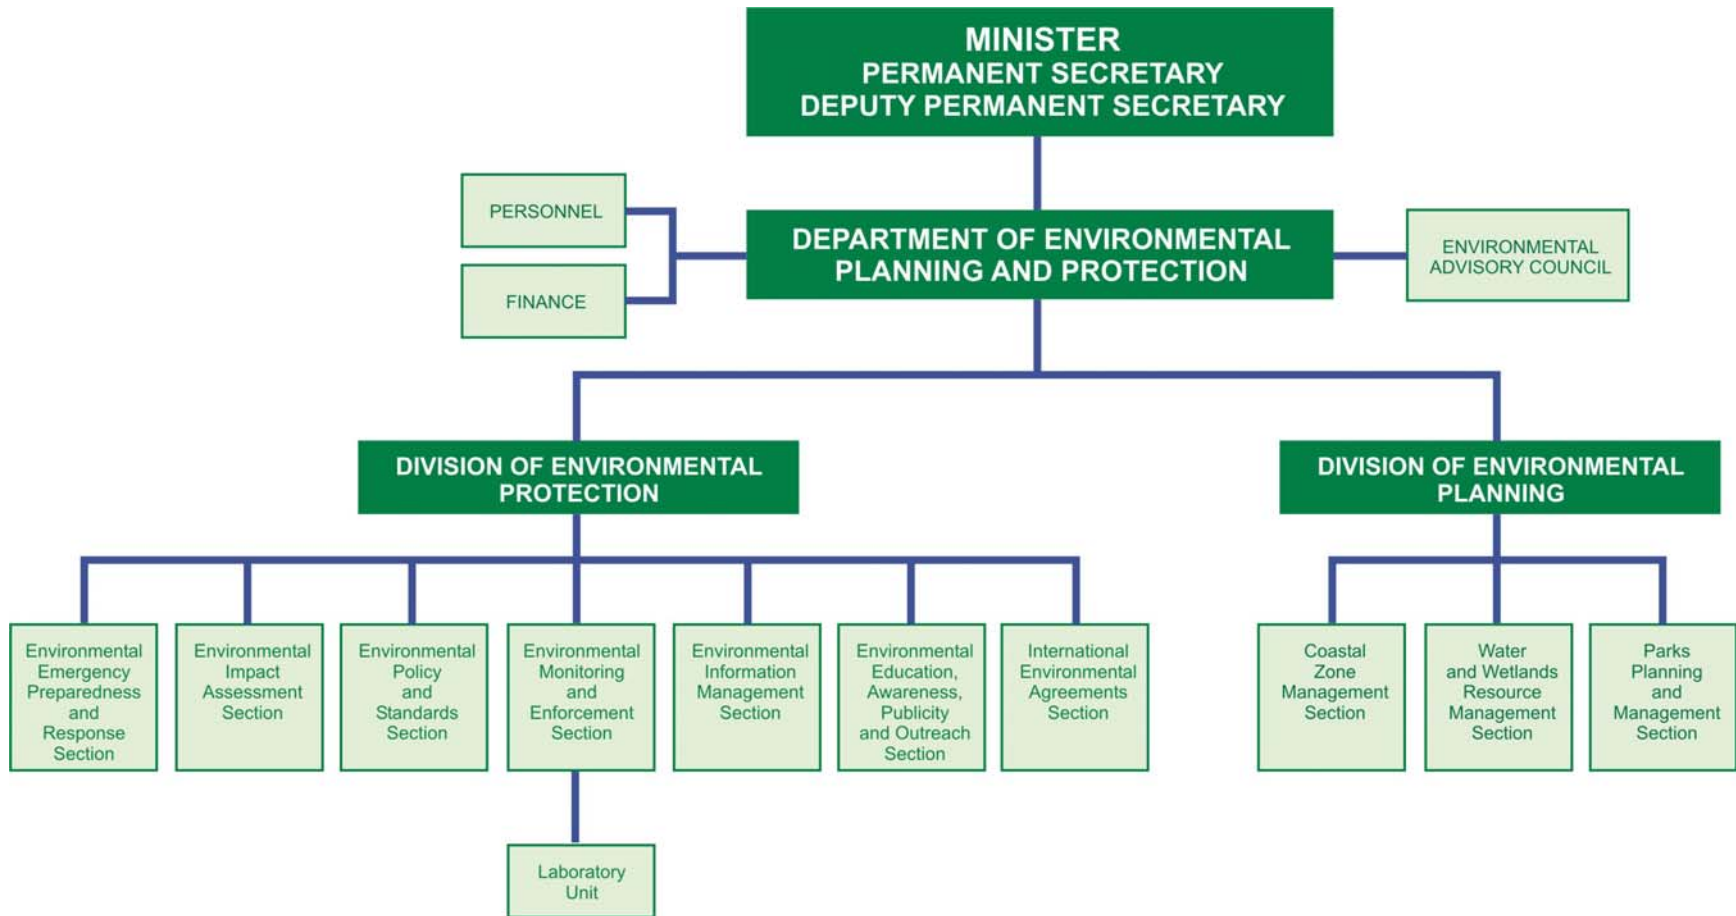 MINISTER
PERMANENT SECRETARY
DEPUTY PERMANENT SECRETARY
PERSONNEL
FINANCE
DEPARTMENT OF ENVIRONMENTAL
PLANNING AND PROTECTION
ENVIRONMENTAL
ADVISORY COUNCIL
DIVISION OF ENVIRONMENTAL
PROTECTION
DIVISION OF ENVIRONMENTAL
PLANNING
Environmental
Emergency
Preparedness
and
Response
Section
Environmental
Impact
Assessment
Section
Environmental
Policy
and
Standards
Section
Environmental
Monitoring
and
Enforcement
Section
Environmental
Information
Management
Section
Environmental
Education,
Awareness,
Publicity
and Outreach
Section
International
Environmental
Agreements
Section
Coastal
Zone
Management
Section
Water
and Wetlands
Resource
Management
Section
Parks
Planning
and
Management
Section
Laboratory
Unit